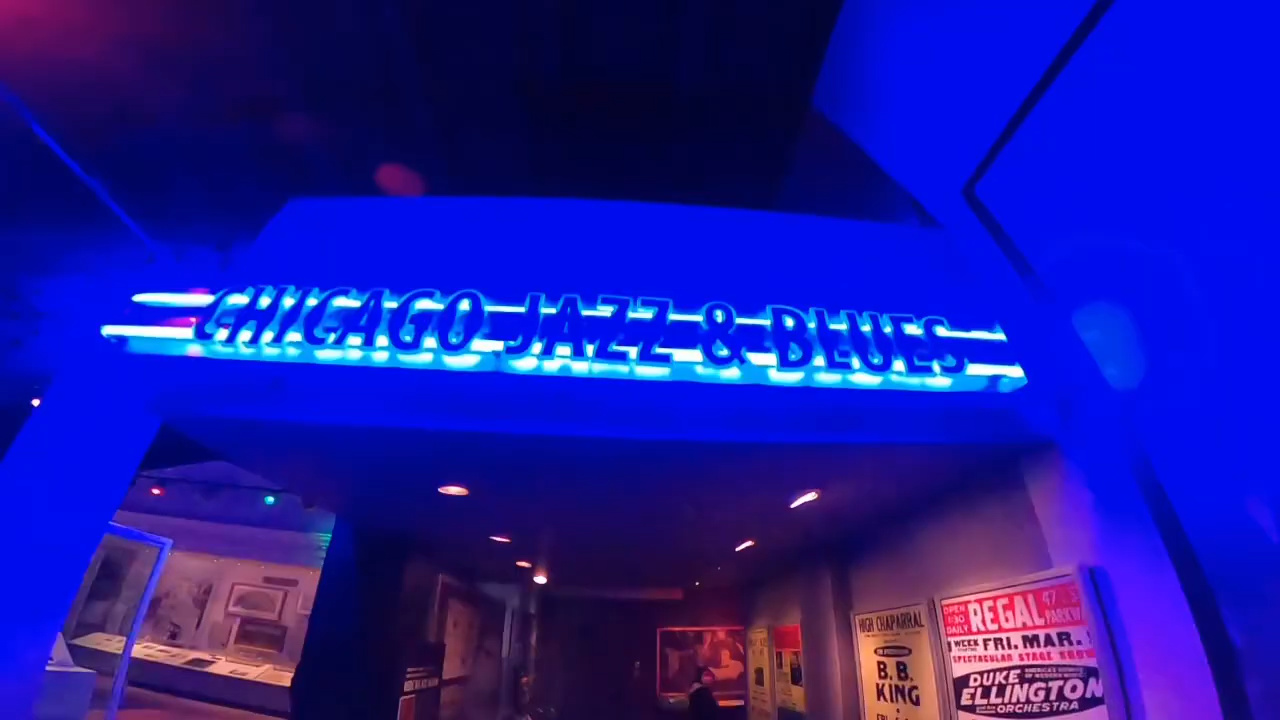 CHICAGO JAZZ & BLUES
HIGH CHAPARRAL
B.B.
KING
OPEN
DAILY
REGAL
47
PARKW
WEEK
FRI. MAR.
SPECTACULAR STAGE SHOW
DUKE
ELLINGTON
ORCHESTRA